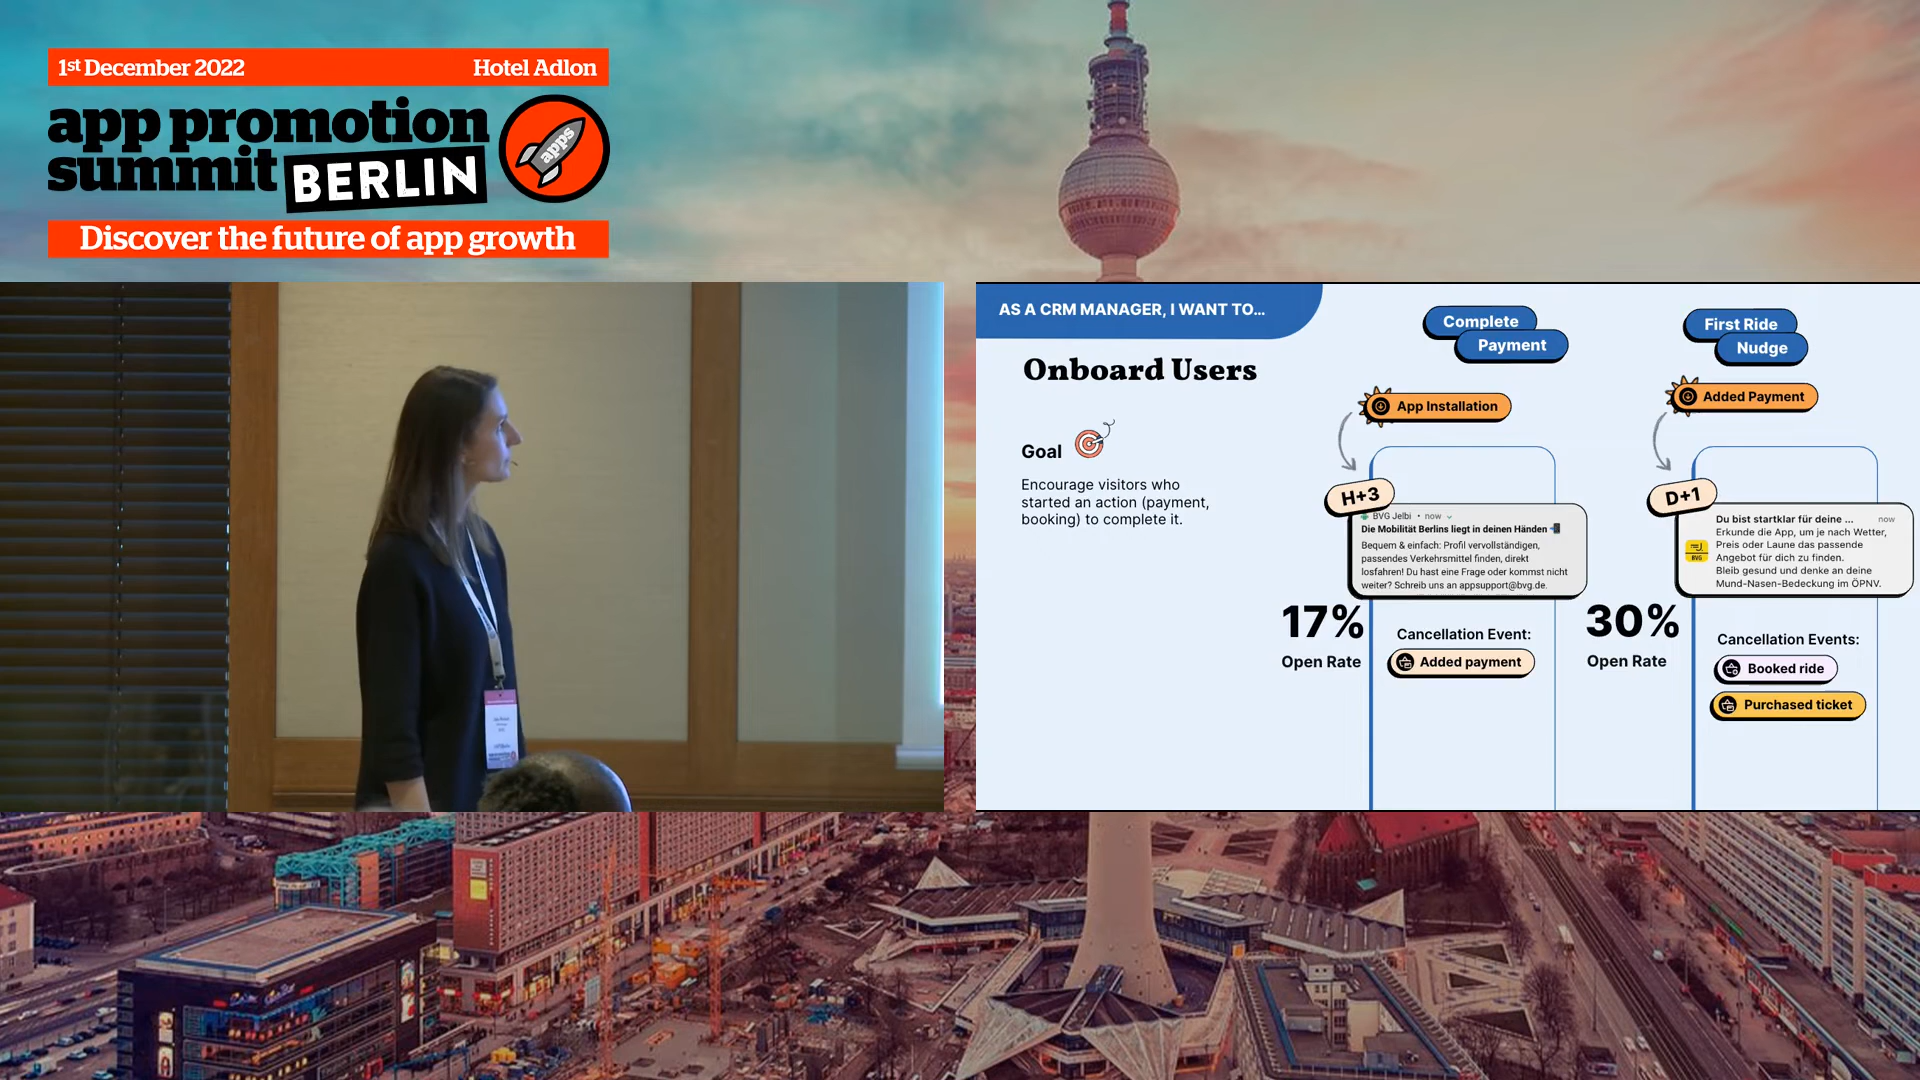 1st December 2022
Hotel Adlon
app promotion
summit BERLIN
apps
Discover the future of app growth
AS A CRM MANAGER, I WANT TO...
Onboard Users
Goal
Encourage visitors who
started an action (payment,
booking) to complete it.
Complete
Payment
App Installation
H+3
BVG Jelbi • now
Die Mobilität Berlins liegt in deinen Händen
Bequem & einfach: Profil vervollständigen,
passendes Verkehrsmittel finden, direkt
losfahren! Du hast eine Frage oder kommst nicht
weiter? Schreib uns an appsupport@bvg.de.
17%
Open Rate
Cancellation Event:
Added payment
First Ride
Nudge
Added Payment
D+1
Du bist startklar für deine ... now
Erkunde die App, um je nach Wetter,
Preis oder Laune das passende
Angebot für dich zu finden.
Bleib gesund und denke an deine
Mund-Nasen-Bedeckung im ÖPNV.
BVG
30%
Open Rate
Cancellation Events:
Booked ride
Purchased ticket